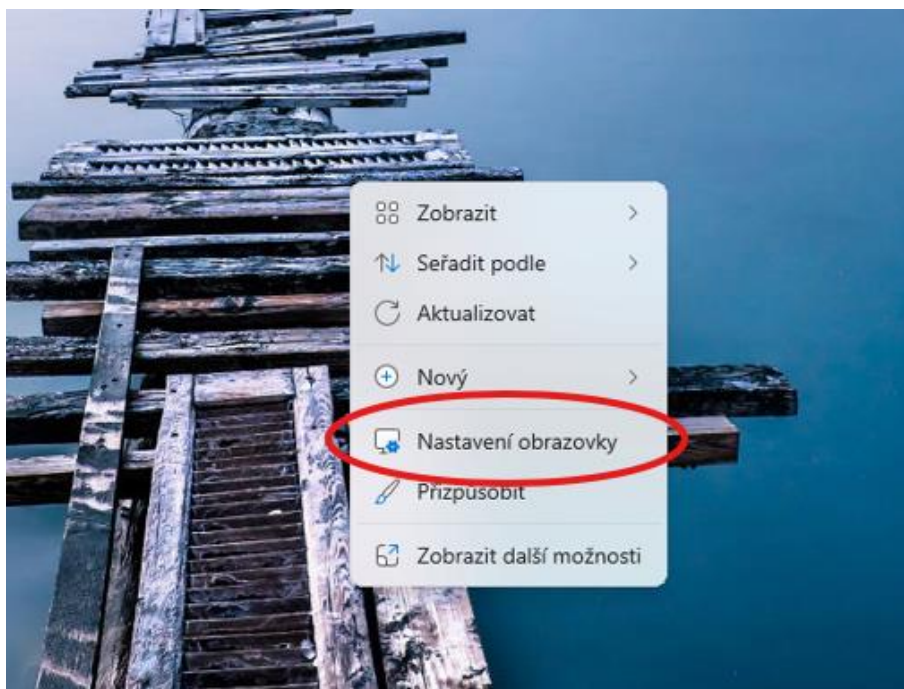 Zobrazit
Seřadit podle
Aktualizovat
Nový
Nastavení obrazovky
Přizpůsobit
Zobrazit další možnosti